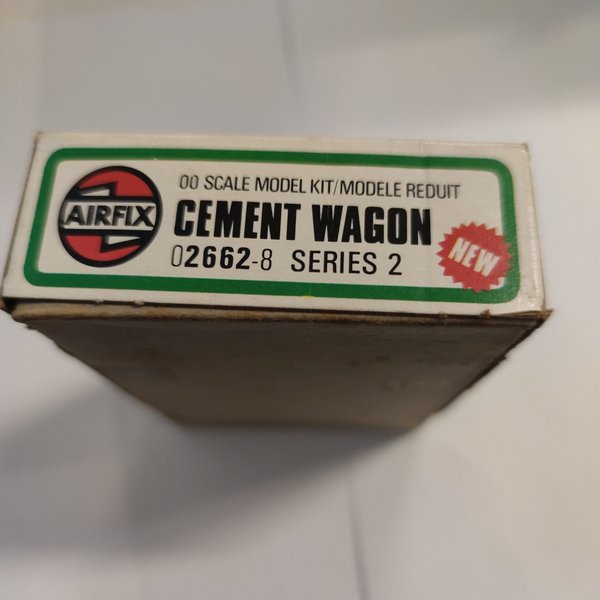 AIRFIX
00 SCALE MODEL KIT/MODELE REDUIT
CEMENT WAGON
02662-8 SERIES 2
NEW